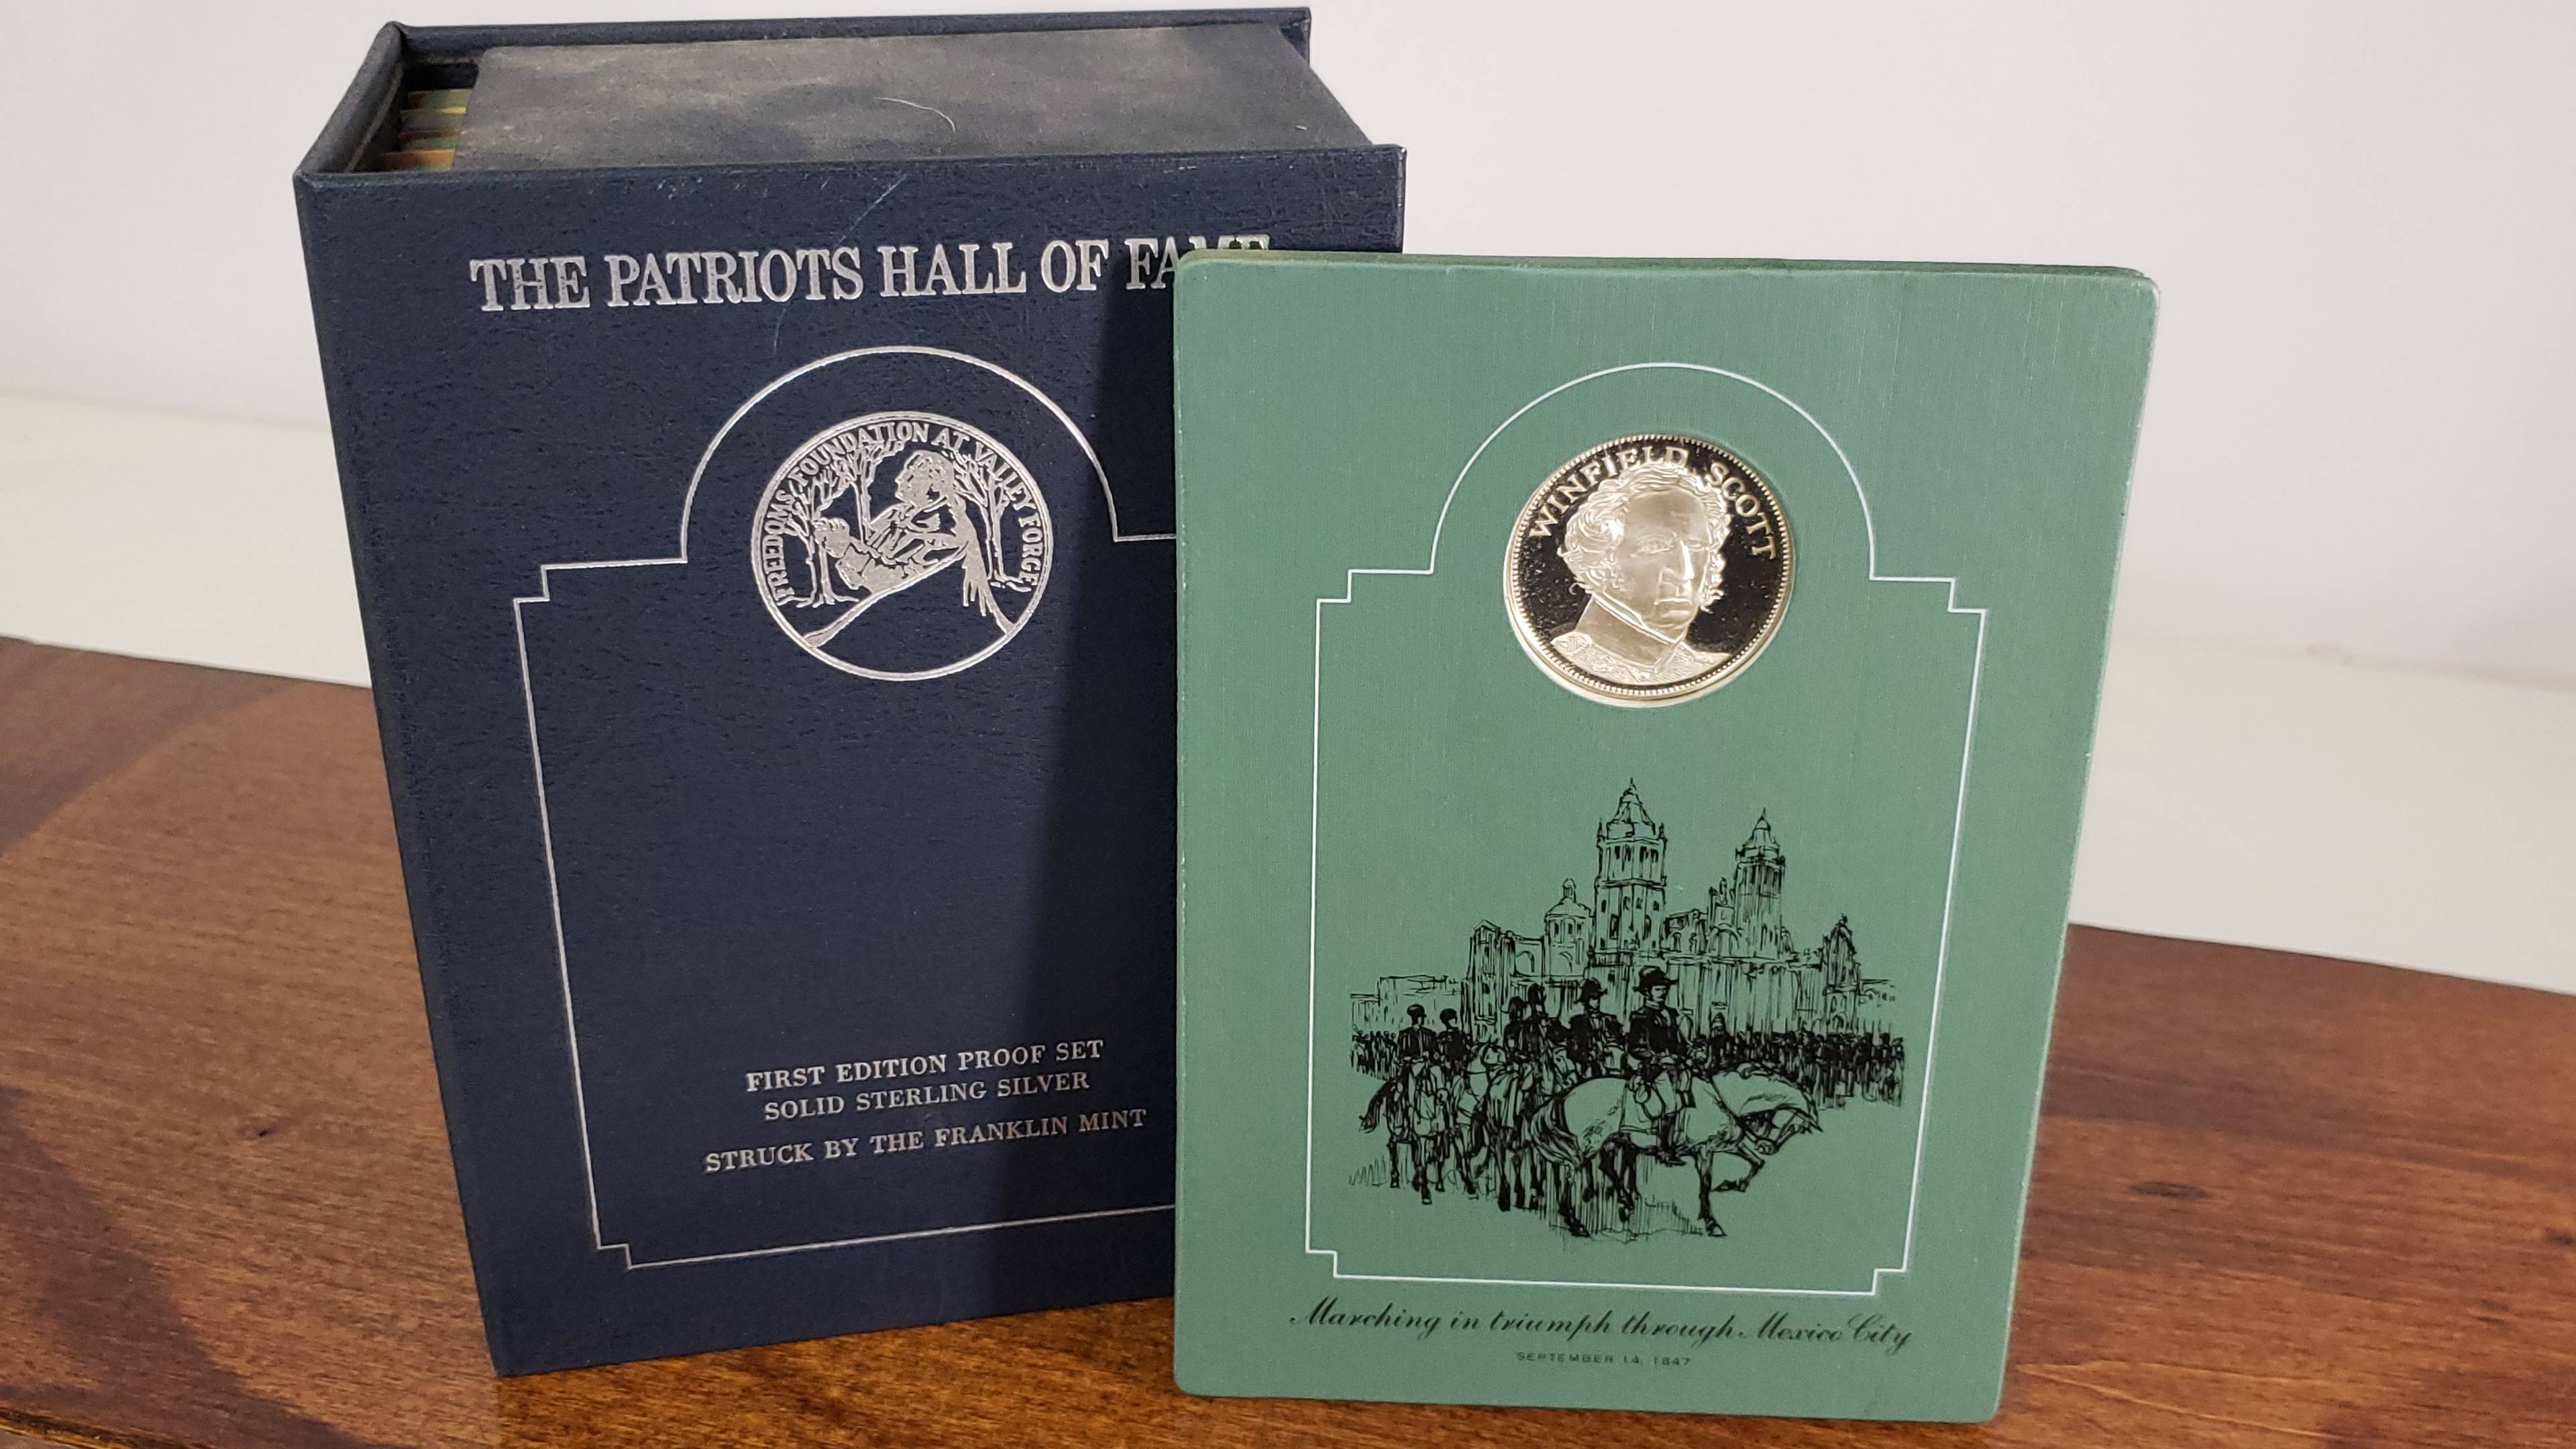 THE PATRIOTS HALL OF FAME
FREEDOMS FOUNDATION AT VALLEY FORGE
FIRST EDITION PROOF SET
SOLID STERLING SILVER
STRUCK BY THE FRANKLIN MINT
WINFIELD SCOTT
Marching in triumph through Mexico City
SEPTEMBER 14, 1847